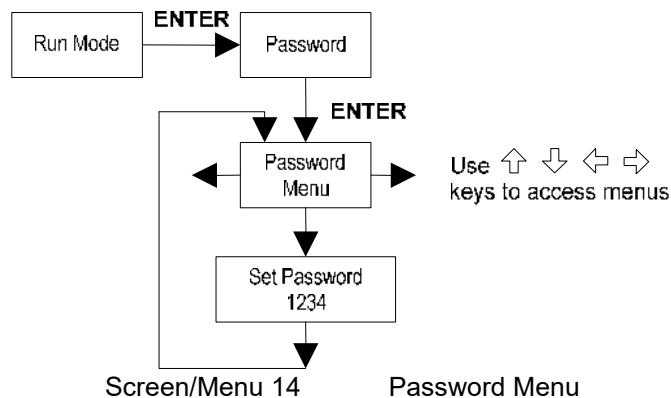 ENTER
Run Mode
Password
ENTER
Password
Menu
Use ⇧ ⇩ ⇦ ⇨
keys to access menus
Set Password
1234
Screen/Menu 14 Password Menu